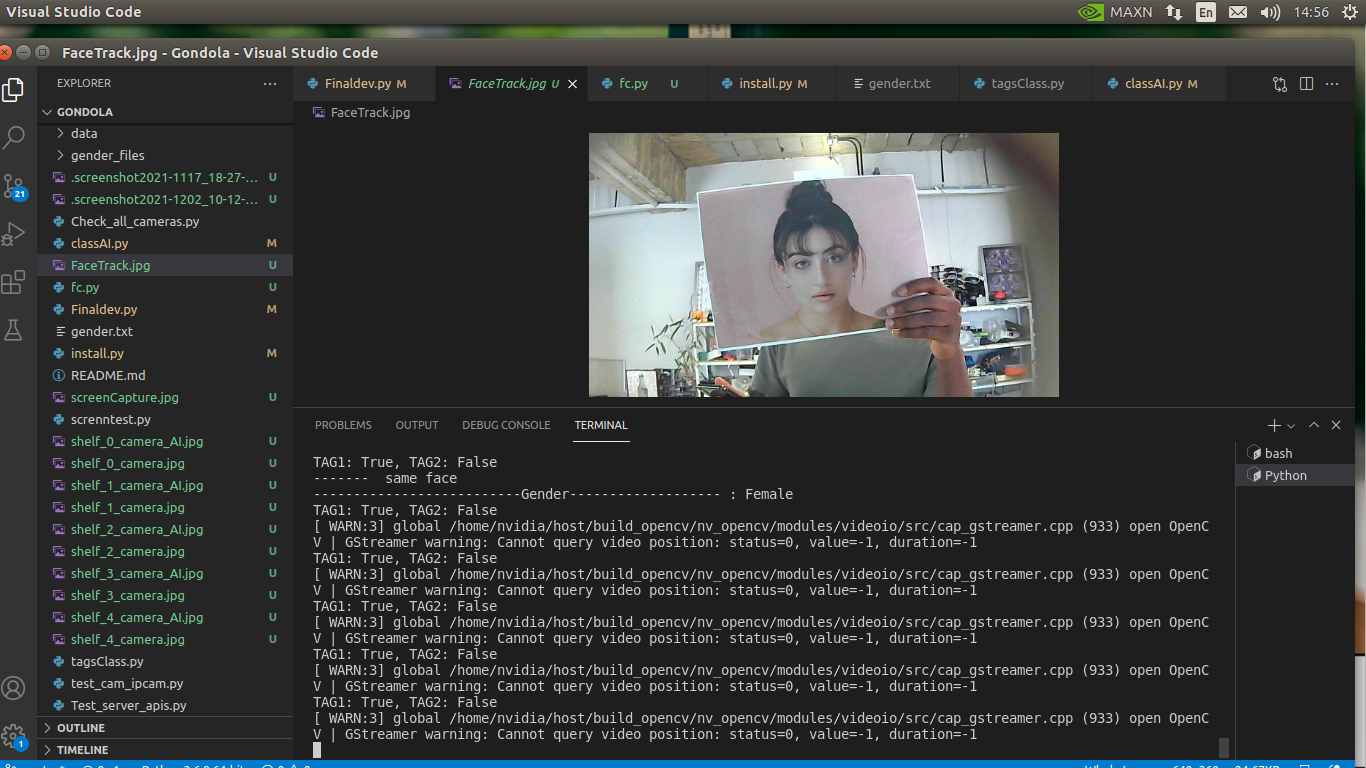 Visual Studio Code
MAXN
En
14:56
FaceTrack.jpg - Gondola - Visual Studio Code
EXPLORER
Finaldev.py M
FaceTrack.jpg U
fc.py U
install.py M
gender.txt
tagsClass.py
classAI.py M
GONDOLA
FaceTrack.jpg
data
gender_files
.screenshot2021-1117_18-27-... U
.screenshot2021-1202_10-12-... U
Check_all_cameras.py
classAI.py M
FaceTrack.jpg U
fc.py U
Finaldev.py M
gender.txt
install.py M
README.md
screenCapture.jpg U
screnntest.py
shelf_0_camera_AI.jpg U
shelf_0_camera.jpg U
shelf_1_camera_AI.jpg U
shelf_1_camera.jpg U
shelf_2_camera_AI.jpg U
shelf_2_camera.jpg U
shelf_3_camera_AI.jpg U
shelf_3_camera.jpg U
shelf_4_camera_AI.jpg U
shelf_4_camera.jpg U
tagsClass.py
test_cam_ipcam.py
Test_server_apis.py
OUTLINE
TIMELINE
21
1
PROBLEMS OUTPUT DEBUG CONSOLE TERMINAL
bash
Python
TAG1: True, TAG2: False
------- same face
--------------------------Gender------------------- : Female
TAG1: True, TAG2: False
[ WARN:3] global /home/nvidia/host/build_opencv/nv_opencv/modules/videoio/src/cap_gstreamer.cpp (933) open OpenC
V | GStreamer warning: Cannot query video position: status=0, value=-1, duration=-1
TAG1: True, TAG2: False
[ WARN:3] global /home/nvidia/host/build_opencv/nv_opencv/modules/videoio/src/cap_gstreamer.cpp (933) open OpenC
V | GStreamer warning: Cannot query video position: status=0, value=-1, duration=-1
TAG1: True, TAG2: False
[ WARN:3] global /home/nvidia/host/build_opencv/nv_opencv/modules/videoio/src/cap_gstreamer.cpp (933) open OpenC
V | GStreamer warning: Cannot query video position: status=0, value=-1, duration=-1
TAG1: True, TAG2: False
[ WARN:3] global /home/nvidia/host/build_opencv/nv_opencv/modules/videoio/src/cap_gstreamer.cpp (933) open OpenC
V | GStreamer warning: Cannot query video position: status=0, value=-1, duration=-1
TAG1: True, TAG2: False
[ WARN:3] global /home/nvidia/host/build_opencv/nv_opencv/modules/videoio/src/cap_gstreamer.cpp (933) open OpenC
V | GStreamer warning: Cannot query video position: status=0, value=-1, duration=-1